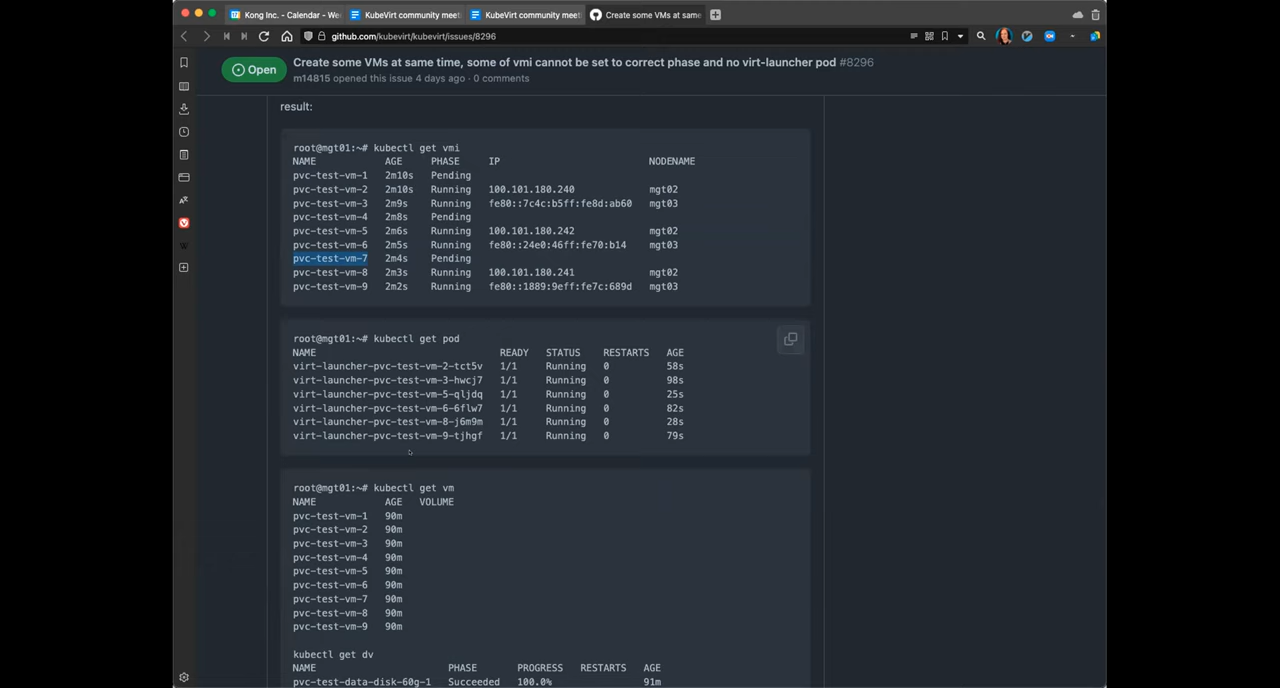 Kong Inc. - Calendar - We
KubeVirt community meet
KubeVirt community meet
Create some VMs at same
github.com/kubevirt/kubevirt/issues/8296
Open
Create some VMs at same time, some of vmi cannot be set to correct phase and no virt-launcher pod #8296
m14815 opened this issue 4 days ago · 0 comments
result:
root@mgt01:~# kubectl get vmi
NAME AGE PHASE IP NODENAME
pvc-test-vm-1 2m10s Pending
pvc-test-vm-2 2m10s Running 100.101.180.240 mgt02
pvc-test-vm-3 2m9s Running fe80::7c4c:b5ff:fe8d:ab60 mgt03
pvc-test-vm-4 2m8s Pending
pvc-test-vm-5 2m6s Running 100.101.180.242 mgt02
pvc-test-vm-6 2m5s Running fe80::24e0:46ff:fe70:b14 mgt03
pvc-test-vm-7 2m4s Pending
pvc-test-vm-8 2m3s Running 100.101.180.241 mgt02
pvc-test-vm-9 2m2s Running fe80::1889:9eff:fe7c:689d mgt03
root@mgt01:~# kubectl get pod
NAME READY STATUS RESTARTS AGE
virt-launcher-pvc-test-vm-2-tct5v 1/1 Running 0 58s
virt-launcher-pvc-test-vm-3-hwcj7 1/1 Running 0 98s
virt-launcher-pvc-test-vm-5-qljdq 1/1 Running 0 25s
virt-launcher-pvc-test-vm-6-6flw7 1/1 Running 0 82s
virt-launcher-pvc-test-vm-8-j6m9m 1/1 Running 0 28s
virt-launcher-pvc-test-vm-9-tjhgf 1/1 Running 0 79s
root@mgt01:~# kubectl get vm
NAME AGE VOLUME
pvc-test-vm-1 90m
pvc-test-vm-2 90m
pvc-test-vm-3 90m
pvc-test-vm-4 90m
pvc-test-vm-5 90m
pvc-test-vm-6 90m
pvc-test-vm-7 90m
pvc-test-vm-8 90m
pvc-test-vm-9 90m
kubectl get dv
NAME PHASE PROGRESS RESTARTS AGE
pvc-test-data-disk-60g-1 Succeeded 100.0% 91m